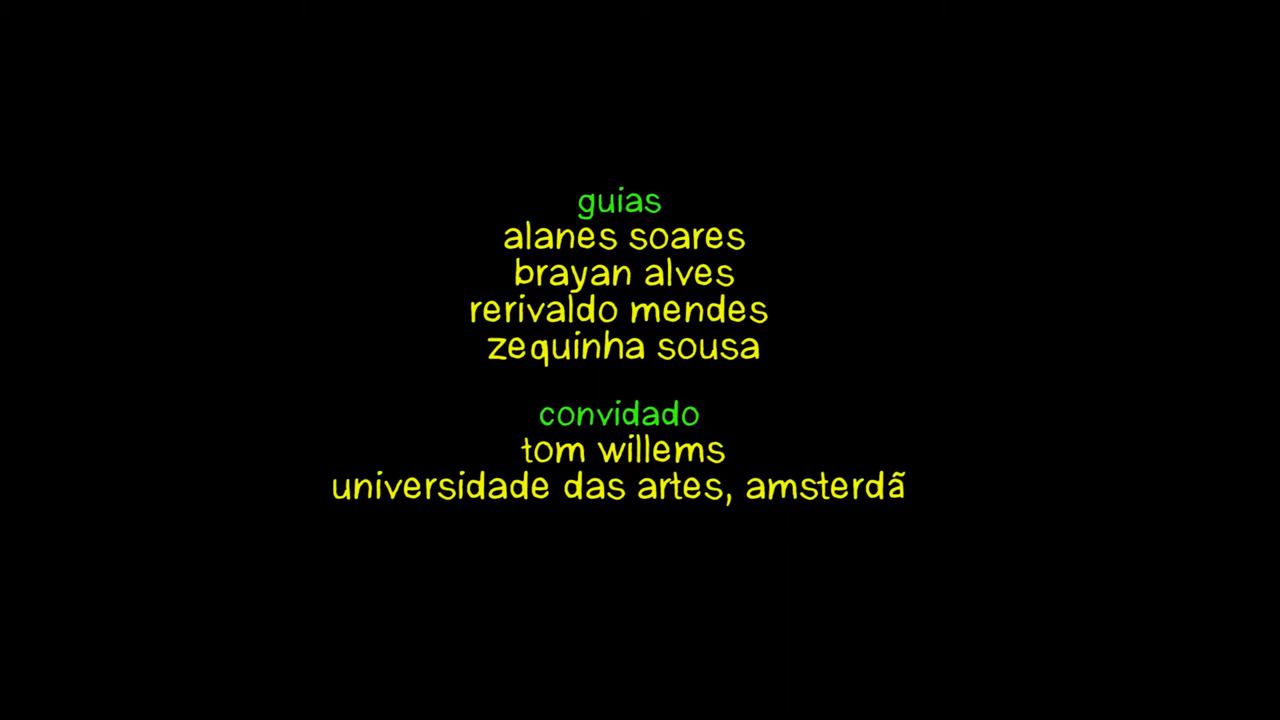 guias
alanes soares
brayan alves
rerivaldo mendes
zequinha sousa
convidado
tom willems
universidade das artes, amsterdã